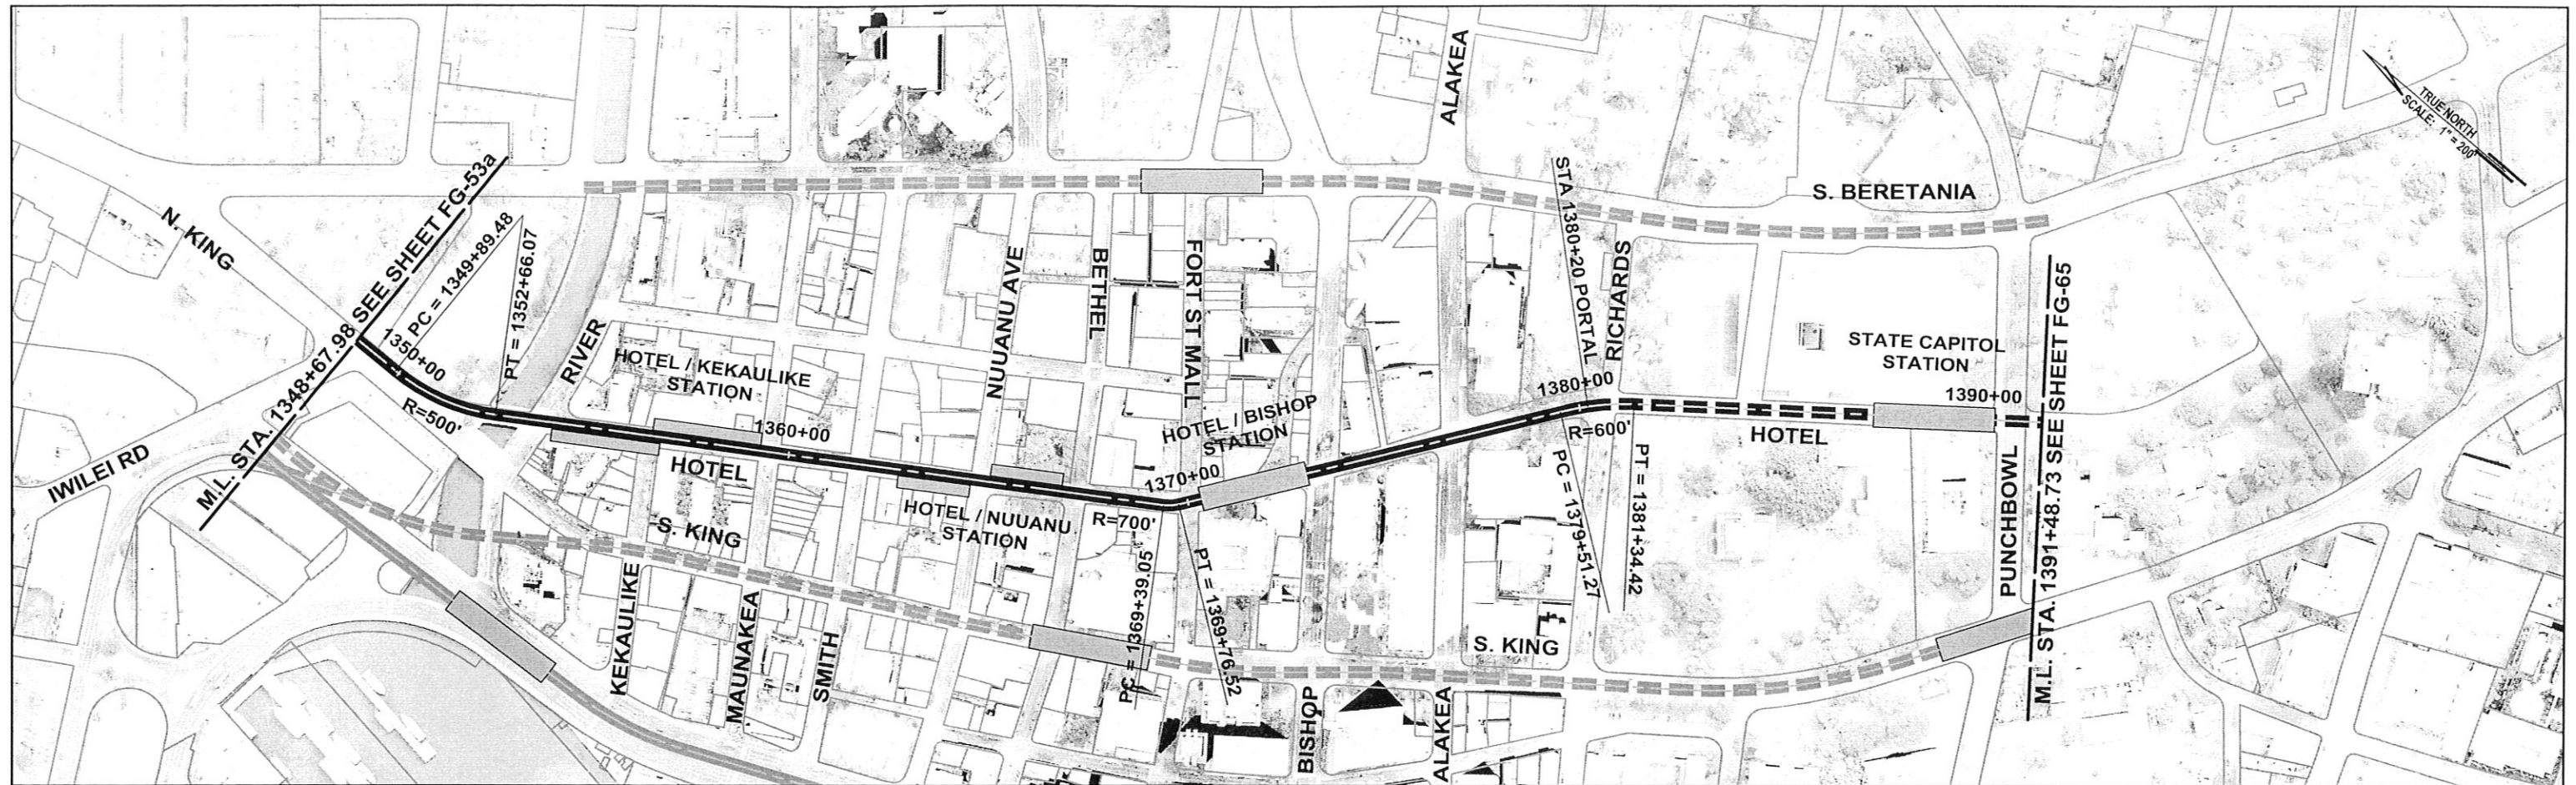 ALAKEA
TRUE NORTH
SCALE: 1" = 200'
N. KING
M.L. STA. 1348+67.98 SEE SHEET FG-53a
PC = 1349+89.48
PT = 1352+66.07
1350+00
R=500'
RIVER
HOTEL / KEKAULIKE
STATION
1360+00
HOTEL
NUUANU AVE
BETHEL
FORT ST MALL
HOTEL / BISHOP
STATION
1370+00
R=700'
HOTEL / NUUANU
STATION
STA 1380+20 PORTAL
RICHARDS
S. BERETANIA
1380+00
R=600'
PC = 1379+51.27
PT = 1381+34.42
HOTEL
STATE CAPITOL
STATION
1390+00
PUNCHBOWL
M.L. STA. 1391+48.73 SEE SHEET FG-65
IWILEI RD
S. KING
KEKAULIKE
MAUNAKEA
SMITH
PC = 1369+39.05
PT = 1369+76.52
BISHOP
ALAKEA
S. KING